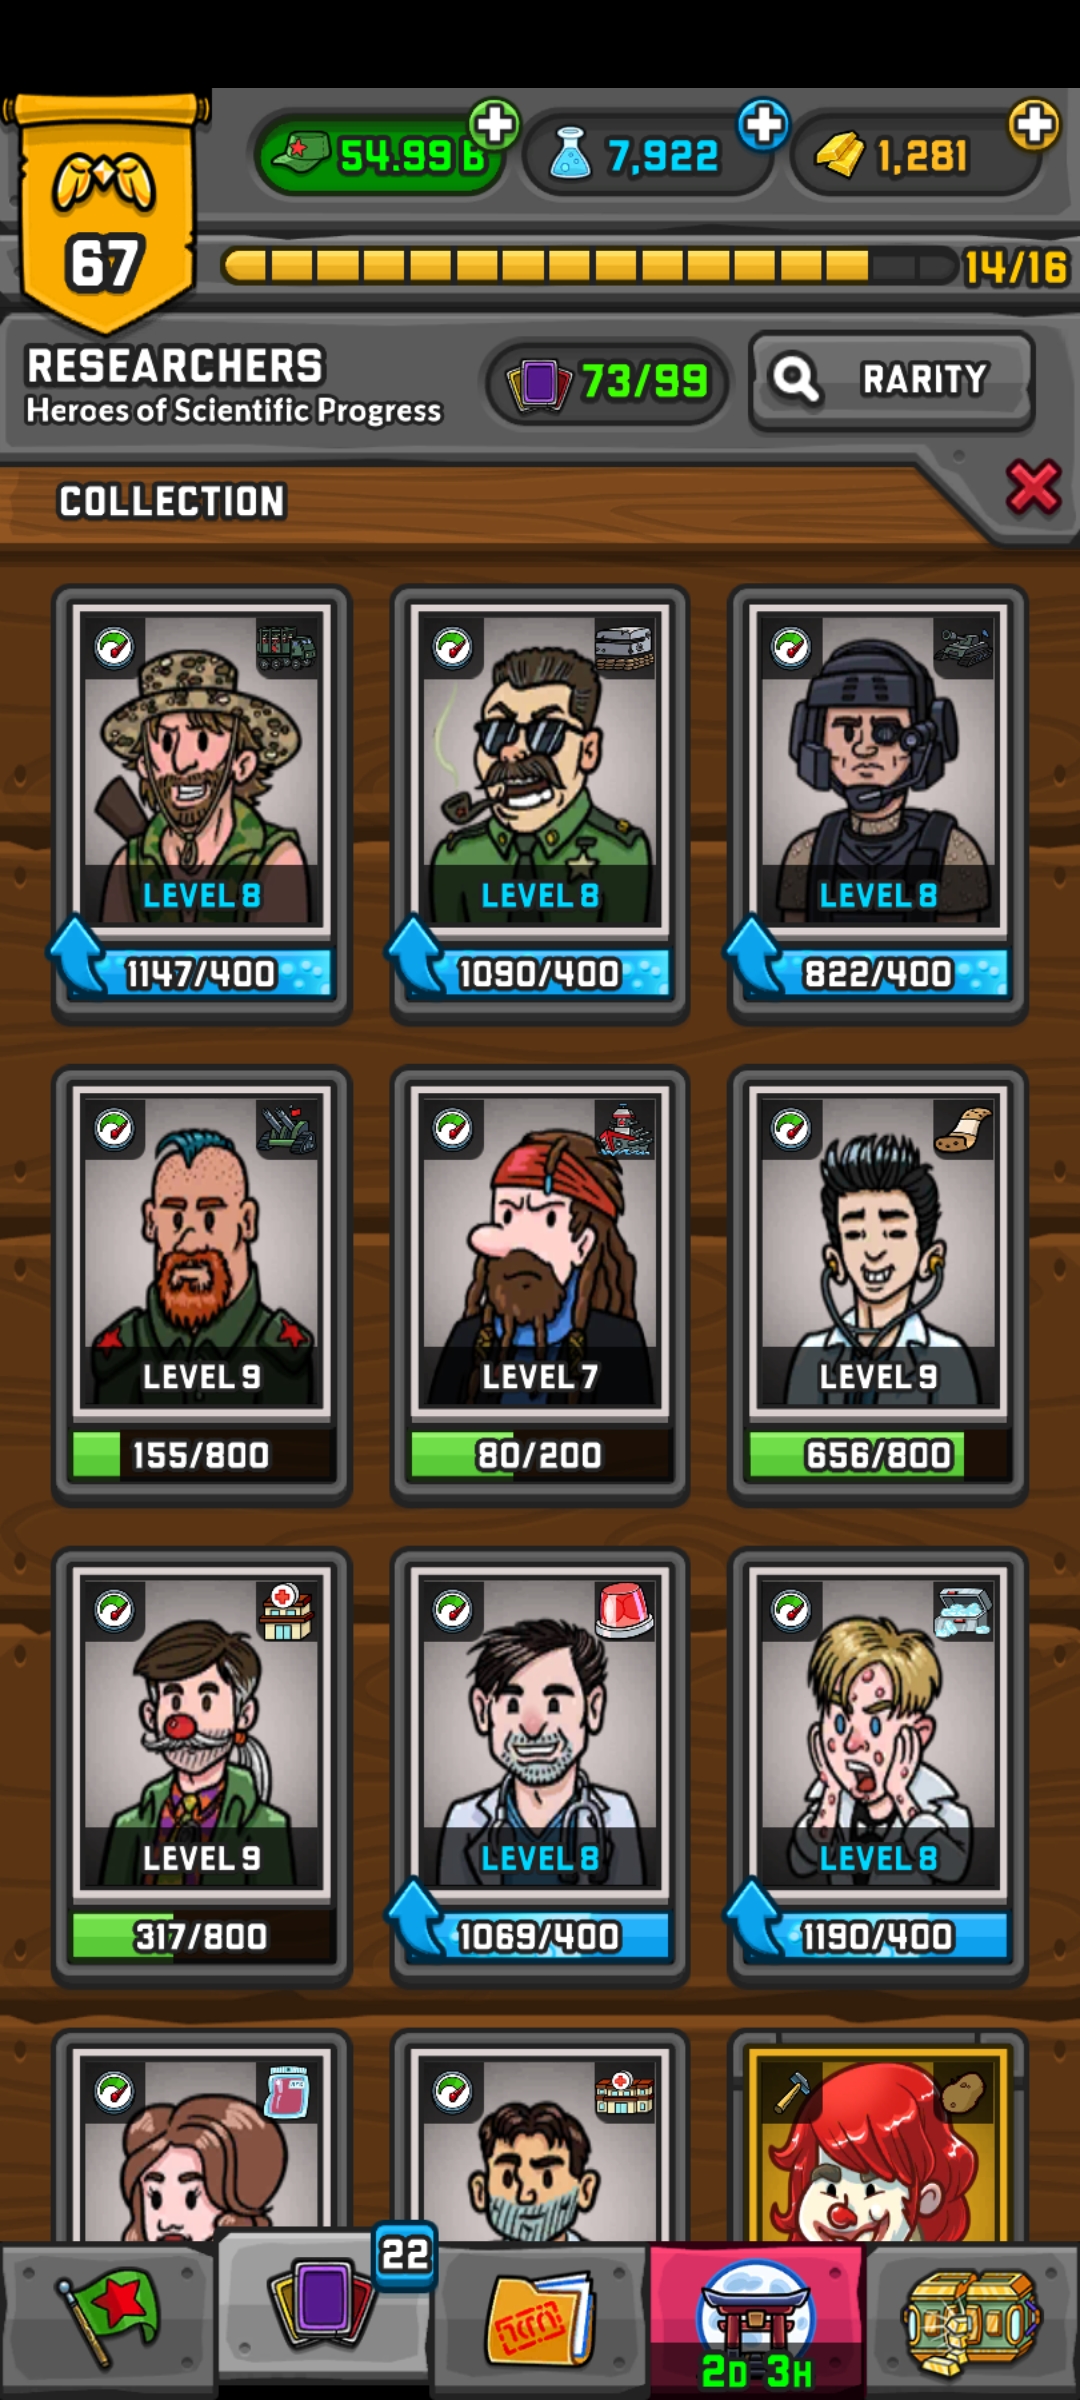 54.99 B
7,922
1,281
67
14/16
RESEARCHERS
Heroes of Scientific Progress
73/99
RARITY
COLLECTION
LEVEL 8
LEVEL 8
LEVEL 8
1147/400
1090/400
822/400
LEVEL 9
LEVEL 7
LEVEL 9
155/800
80/200
656/800
LEVEL 9
LEVEL 8
LEVEL 8
317/800
1069/400
1190/400
22
2D 3H